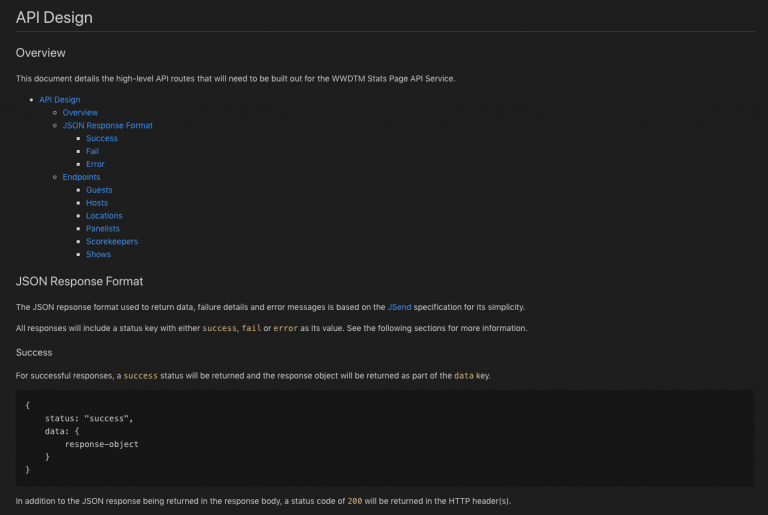 API Design
Overview
This document details the high-level API routes that will need to be built out for the WWDTM Stats Page API Service.
API Design
Overview
JSON Response Format
Success
Fail
Error
Endpoints
Guests
Hosts
Locations
Panelists
Scorekeepers
Shows
JSON Response Format
The JSON repsonse format used to return data, failure details and error messages is based on the JSend specification for its simplicity.
All responses will include a status key with either success, fail or error as its value. See the following sections for more information.
Success
For successful responses, a success status will be returned and the response object will be returned as part of the data key.
{
    status: "success",
    data: {
        response-object
    }
}
In addition to the JSON response being returned in the response body, a status code of 200 will be returned in the HTTP header(s).